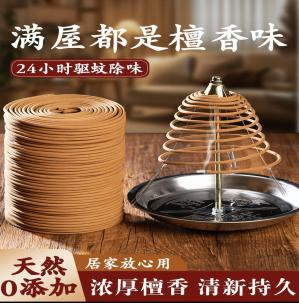 满屋都是檀香味
24小时驱蚊除味
天然
0添加
居家放心用
浓厚檀香 清新持久